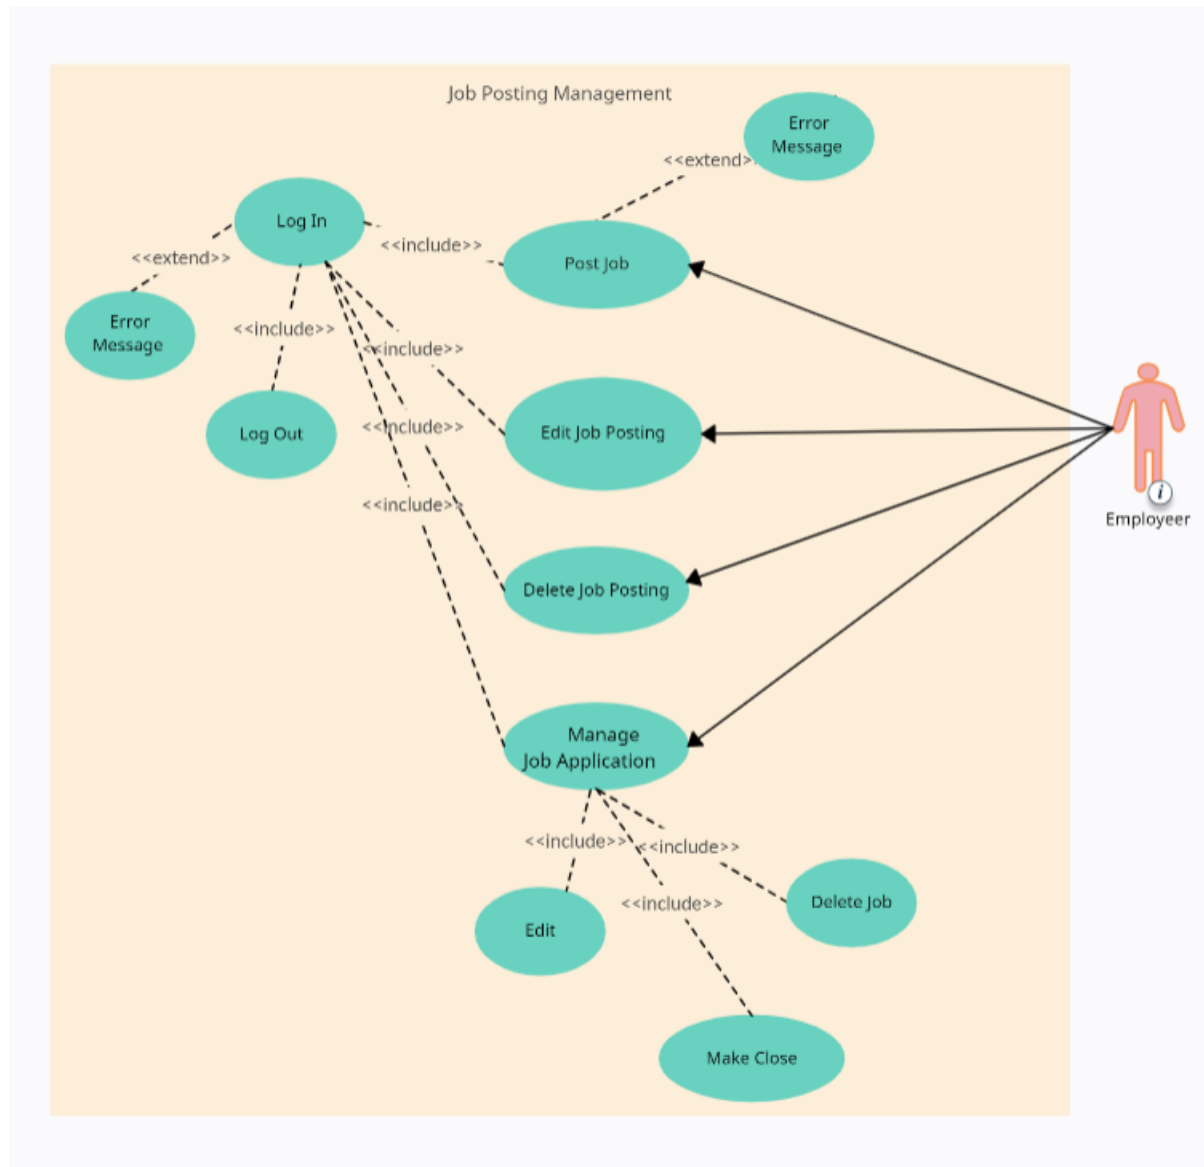 Job Posting Management
Error
Message
<<extend>>
Log In
<<include>>
Post Job
<<extend>>
Error
Message
<<include>>
<<include>>
Log Out
Edit Job Posting
<<include>>
<<include>>
i
Employeer
Delete Job Posting
Manage
Job Application
<<include>>
<<include>>
<<include>>
Delete Job
Edit
Make Close